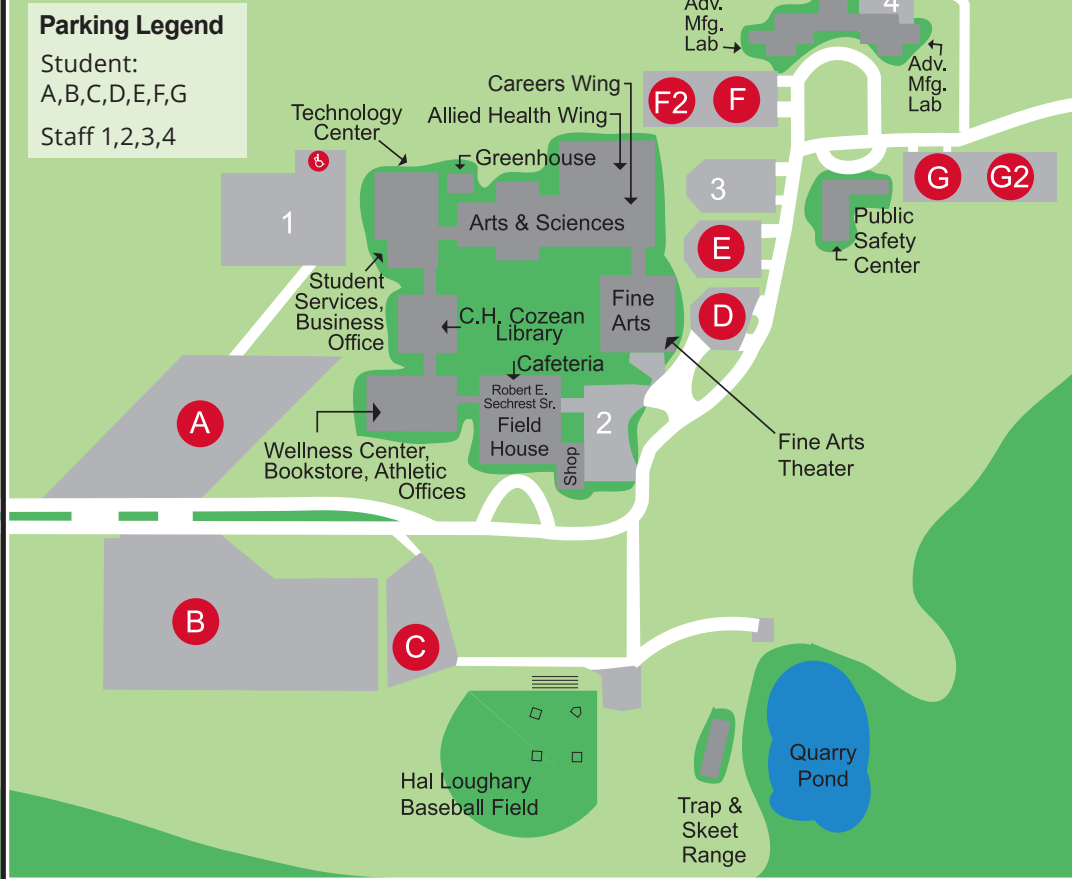 Parking Legend
Student:
A,B,C,D,E,F,G
Staff 1,2,3,4
Adv.
Mfg.
Lab
4
Adv.
Mfg.
Lab
Careers Wing
F2
F
Allied Health Wing
Technology
Center
Greenhouse
G
G2
3
1
Arts & Sciences
Public
Safety
Center
E
Student
Services,
Business
Office
Fine
Arts
D
C.H. Cozean
Library
Cafeteria
Robert E.
Sechrest Sr.
Field
House
2
Shop
A
Wellness Center,
Bookstore, Athletic
Offices
Fine Arts
Theater
B
C
Hal Loughary
Baseball Field
Quarry
Pond
Trap &
Skeet
Range